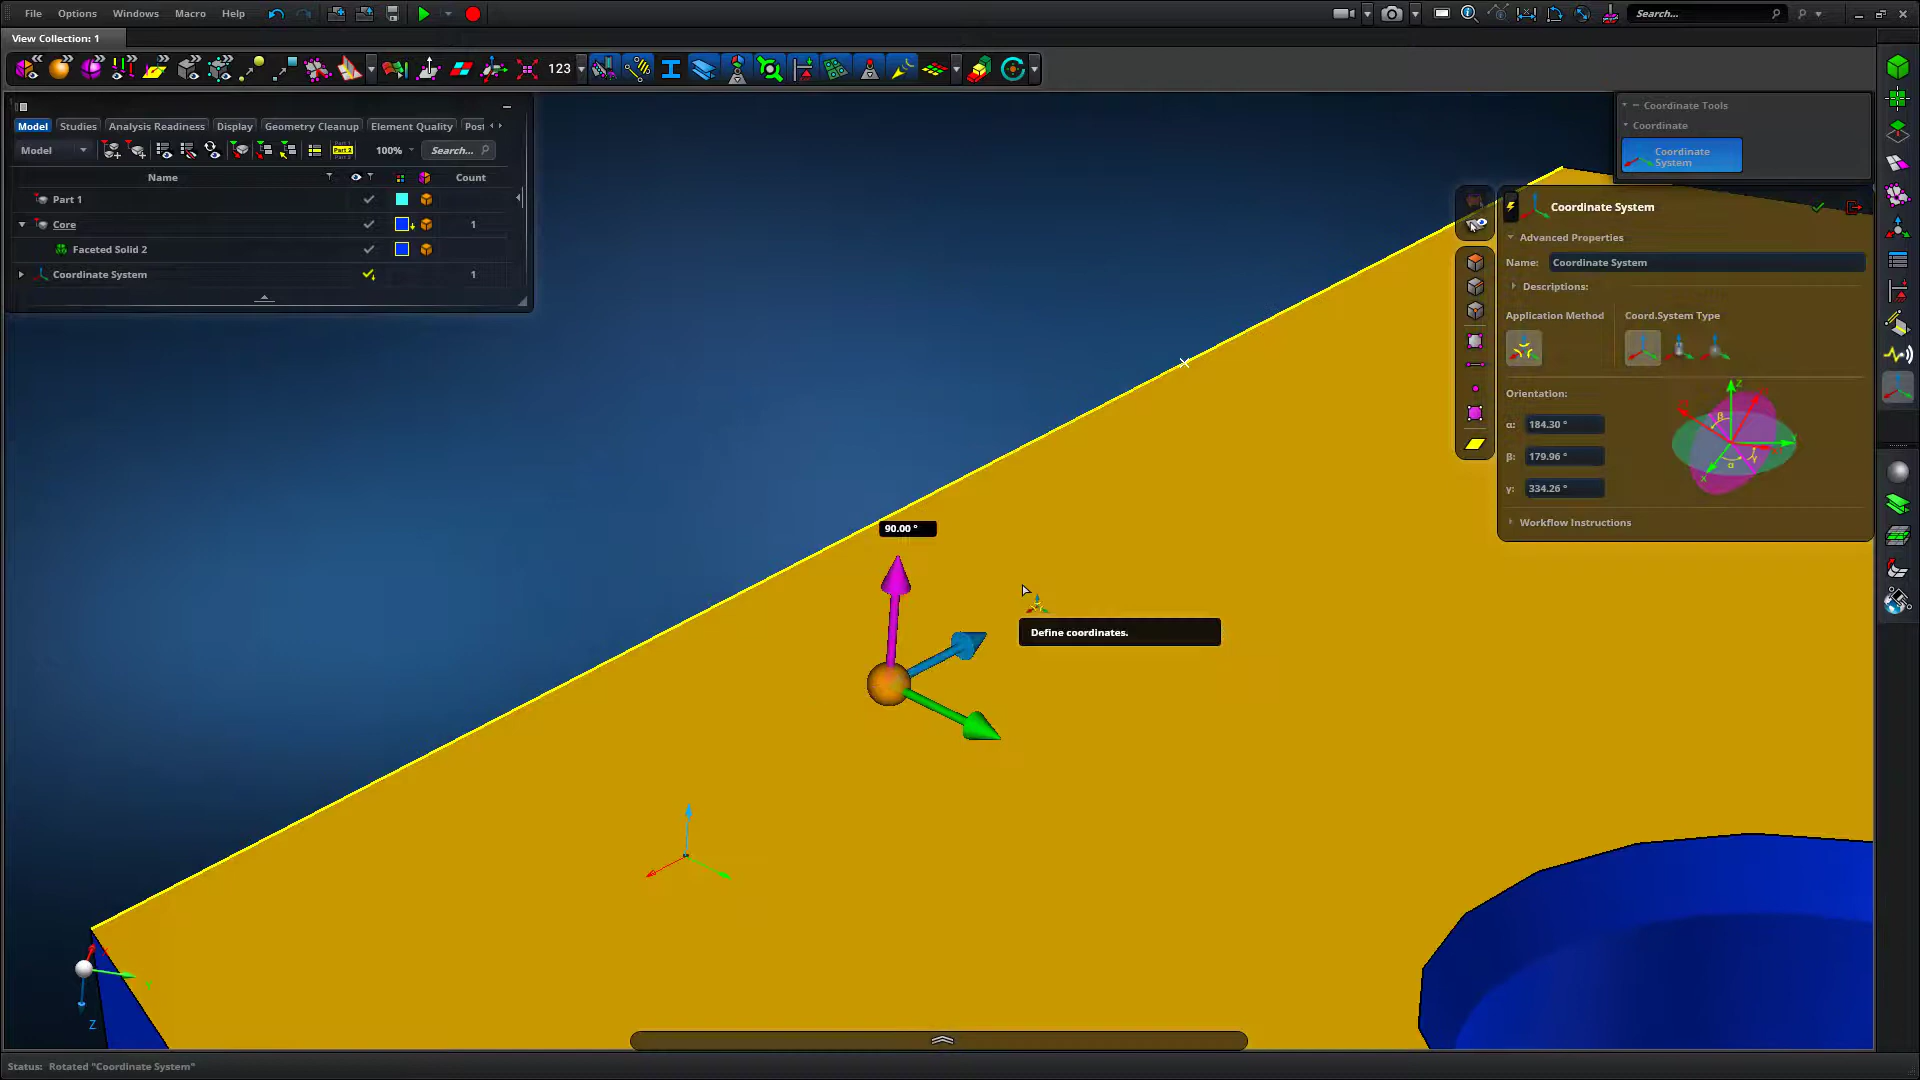 File Options Windows Macro Help Search...
View Collection: 1
123
Model Studies Analysis Readiness Display Geometry Cleanup Element Quality Post
Model 100% Search...
Name Count
Part 1
Core 1
Faceted Solid 2
Coordinate System 1
Coordinate Tools
Coordinate
Coordinate
System
Coordinate System
Advanced Properties
Name: Coordinate System
Descriptions:
Application Method Coord.System Type
Orientation:
α: 184.30 °
β: 179.96 °
γ: 334.26 °
Workflow Instructions
90.00 °
Define coordinates.
Y
Z
Status: Rotated "Coordinate System"